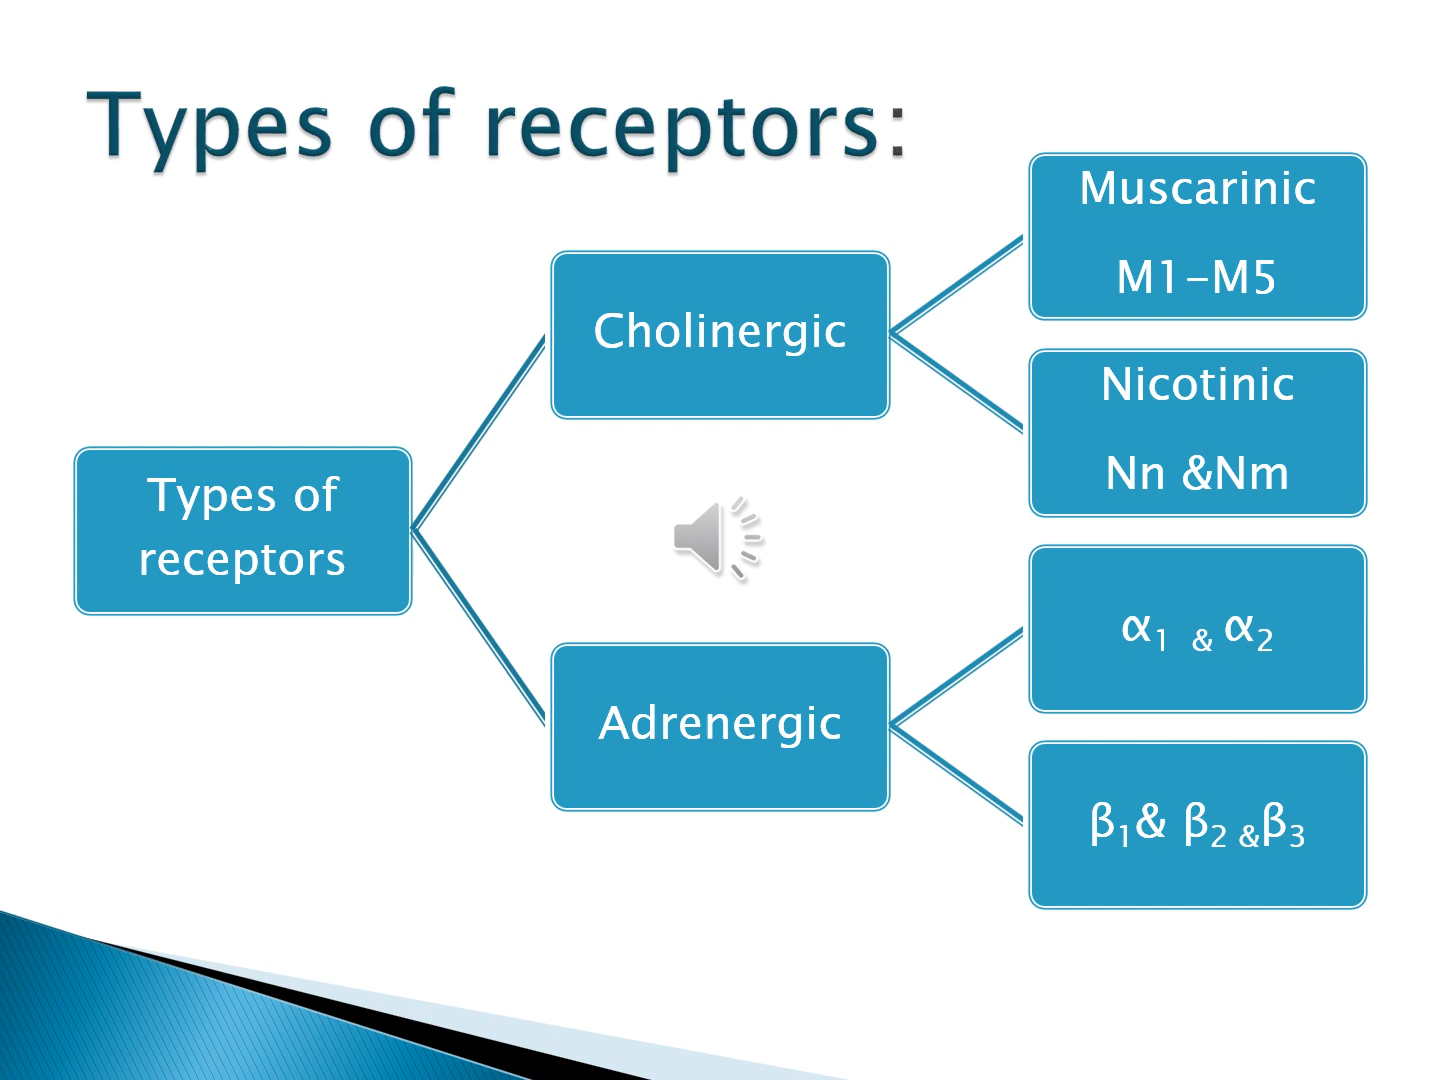 Types of receptors:
Types of
receptors
Cholinergic
Muscarinic
M1-M5
Nicotinic
Nn &Nm
Adrenergic
α₁ & α₂
β₁& β₂ &β₃